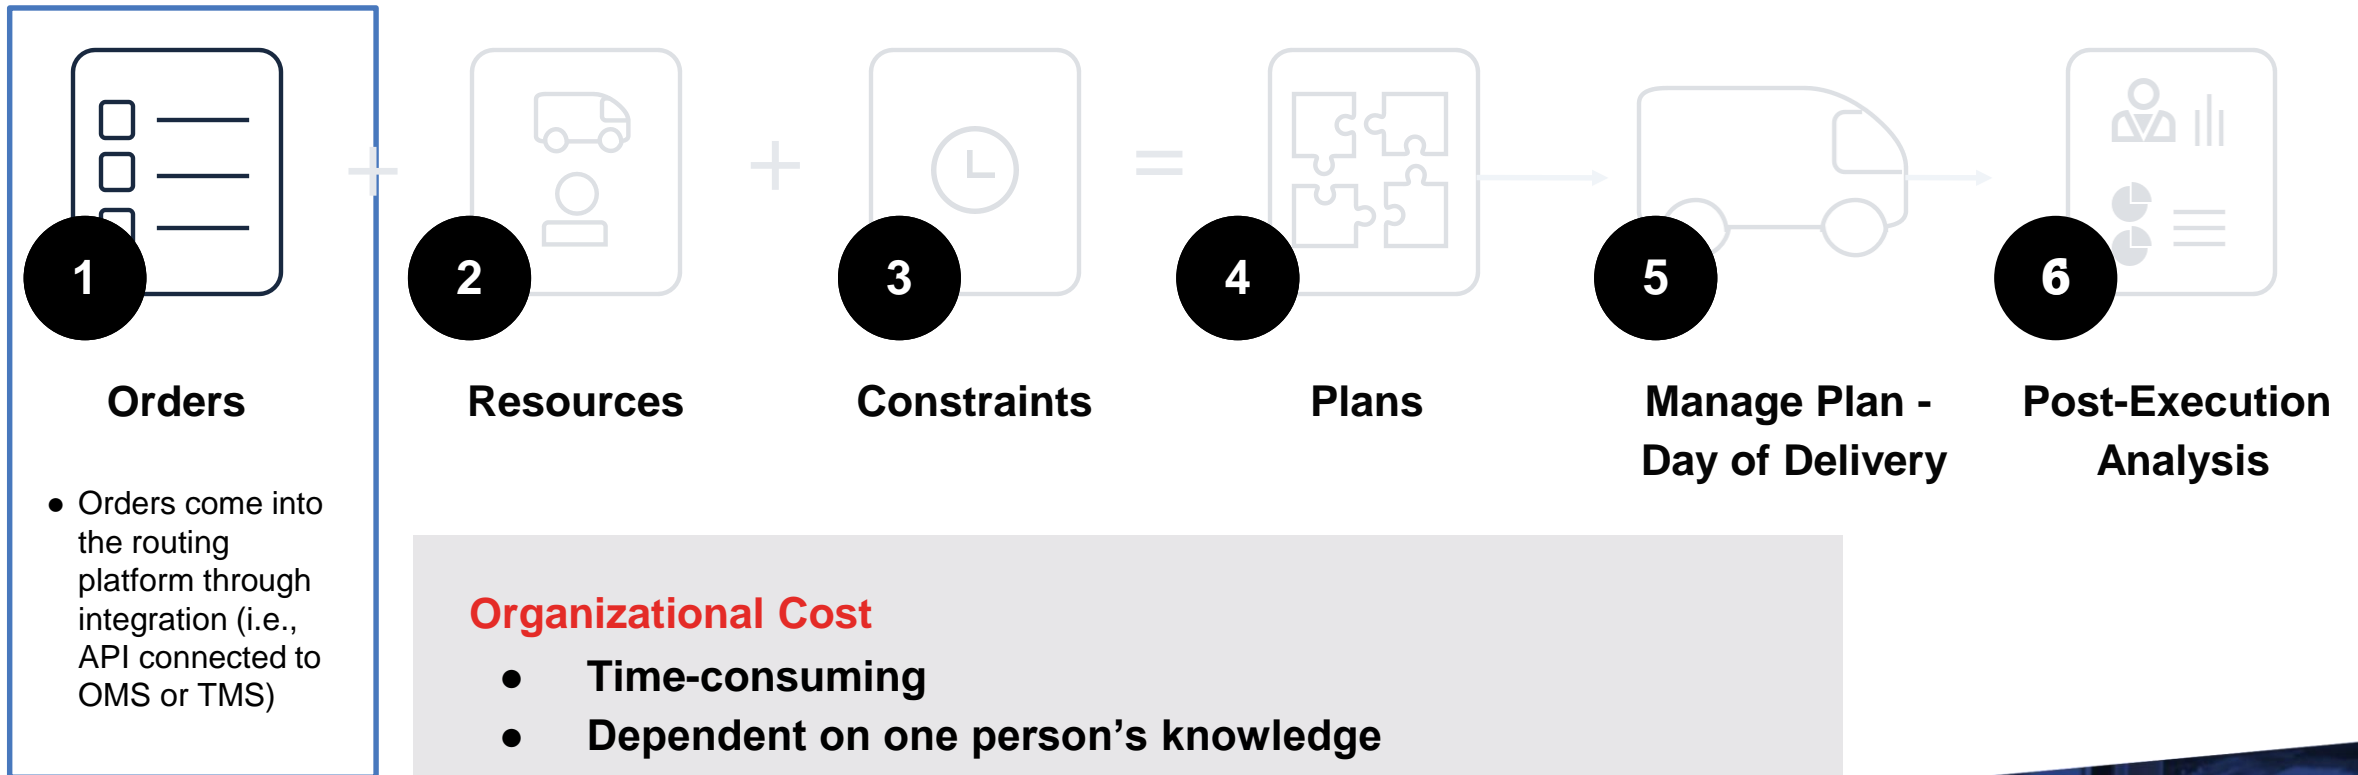 1
2
3
4
5
6
Orders
Resources
Constraints
Plans
Manage Plan -
Day of Delivery
Post-Execution
Analysis
● Orders come into
the routing
platform through
integration (i.e.,
API connected to
OMS or TMS)
Organizational Cost
● Time-consuming
● Dependent on one person’s knowledge